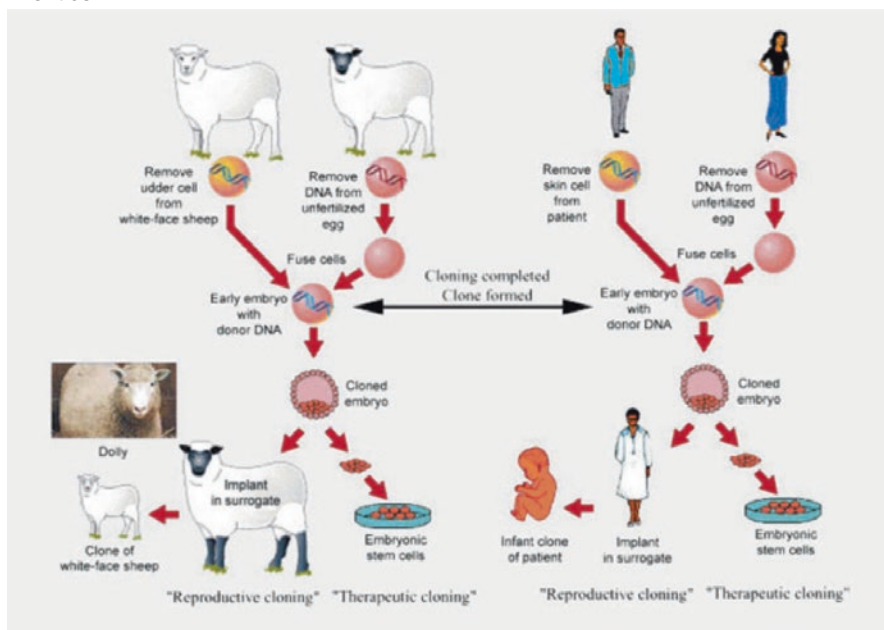 Remove
udder cell
from
white-face sheep
Remove
DNA from
unfertilized
egg
Fuse cells
Early embryo
with
donor DNA
Cloning completed
Clone formed
Remove
skin cell
from
patient
Remove
DNA from
unfertilized
egg
Fuse cells
Early embryo
with
donor DNA
Cloned
embryo
Dolly
Implant
in surrogate
Clone of
white-face sheep
Embryonic
stem cells
"Reproductive cloning"
"Therapeutic cloning"
Cloned
embryo
Infant clone
of patient
Implant
in surrogate
Embryonic
stem cells
"Reproductive cloning"
"Therapeutic cloning"